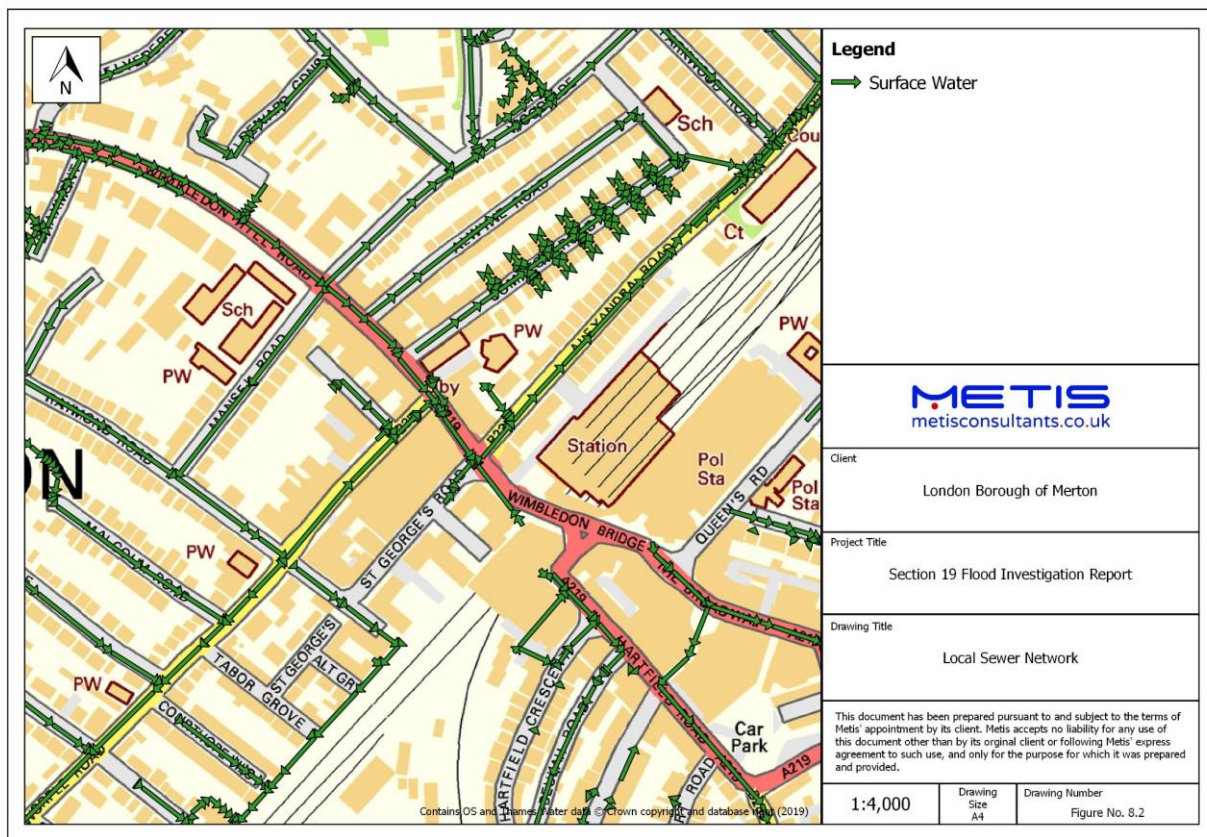 N
WIMBLEDON HILL ROAD
Sch
Cou
Ct
ALEXANDRA ROAD
Sch
PW
MANSEL ROAD
PW
PW
RAYMOND ROAD
ON
A219
Station
Pol
Sta
Pol
Sta
QUEEN'S RD
WIMBLEDON BRIDGE
ST GEORGE'S ROAD
PW
MALCOLM ROAD
A219
HARTFIELD ROAD
ST GEORGE'S
ALT GR
TABOR GROVE
PW
HARTFIELD CRESCE
Car
Park
A219
ROAD
Contains OS and Thames Water data © Crown copyright and database right (2019)
Legend
Surface Water
METIS
metisconsultants.co.uk
Client
London Borough of Merton
Project Title
Section 19 Flood Investigation Report
Drawing Title
Local Sewer Network
This document has been prepared pursuant to and subject to the terms of
Metis' appointment by its client. Metis accepts no liability for any use of
this document other than by its orginal client or following Metis' express
agreement to such use, and only for the purpose for which it was prepared
and provided.
1:4,000
Drawing
Size
A4
Drawing Number
Figure No. 8.2